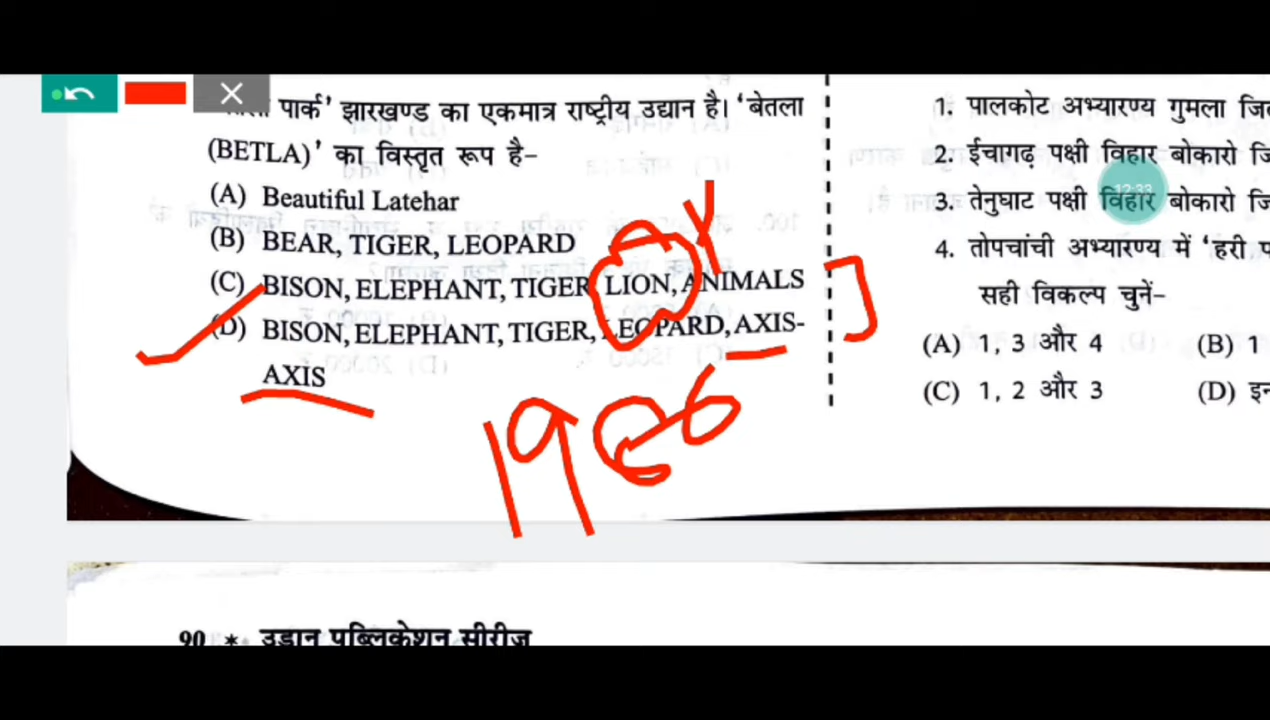 पार्क’ झारखण्ड का एकमात्र राष्ट्रीय उद्यान है। ‘बेतला
(BETLA)’ का विस्तृत रूप है–
(A) Beautiful Latehar
(B) BEAR, TIGER, LEOPARD
(C) BISON, ELEPHANT, TIGER, LION, ANIMALS
(D) BISON, ELEPHANT, TIGER, LEOPARD, AXIS-
AXIS
1986
1. पालकोट अभ्यारण्य गुमला
2. ईचागढ़ पक्षी विहार बोकारो
3. तेनुघाट पक्षी विहार बोकारो
4. तोपचांची अभ्यारण्य में ‘हरी
सही विकल्प चुनें–
(A) 1, 3 और 4 (B) 1
(C) 1, 2 और 3 (D)
12:33
90 * उड़ान पब्लिकेशन सीरीज